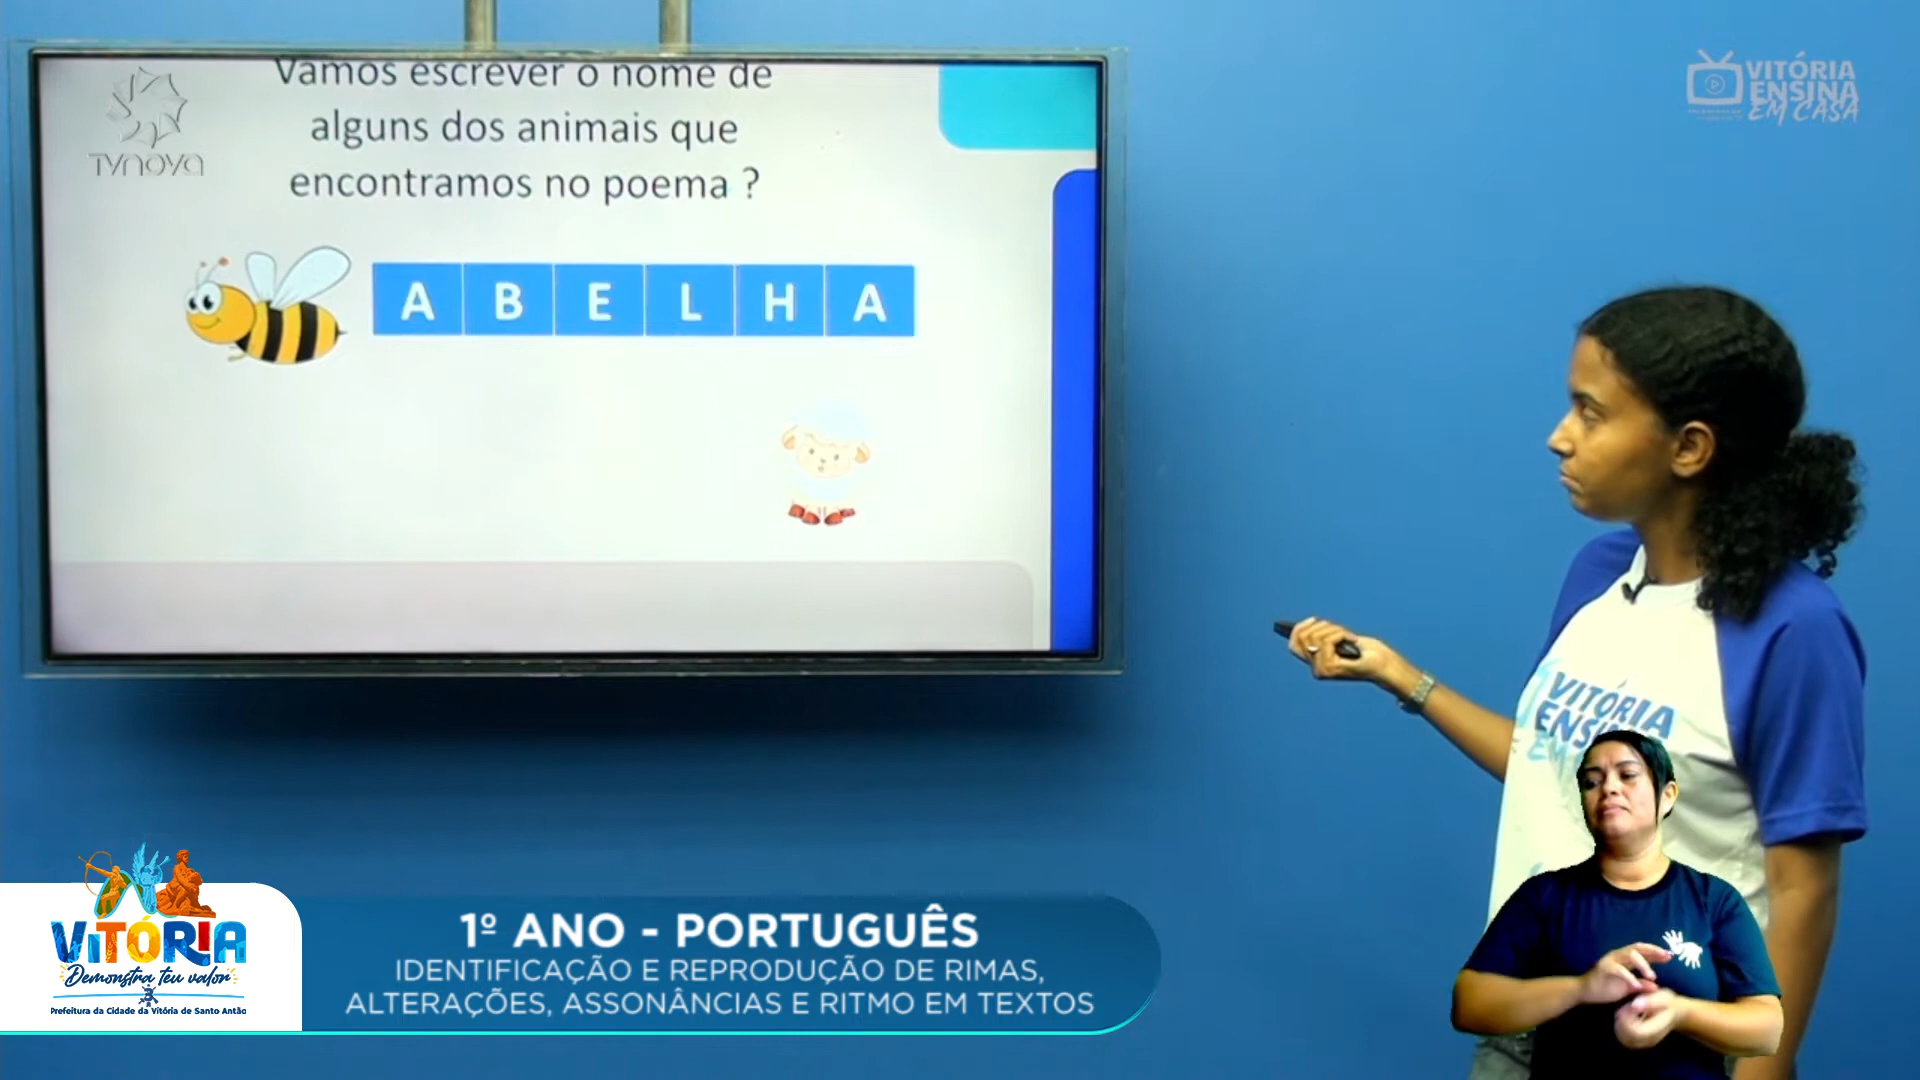 Vamos escrever o nome de
alguns dos animais que
encontramos no poema ?
TVNOVA
A B E L H A
VITÓRIA
ENSINA
EM CASA
VITÓRIA
VITÓRIA
Demonstra teu valor
Prefeitura da Cidade da Vitória de Santo Antão
1º ANO - PORTUGUÊS
IDENTIFICAÇÃO E REPRODUÇÃO DE RIMAS,
ALTERAÇÕES, ASSONÂNCIAS E RITMO EM TEXTOS